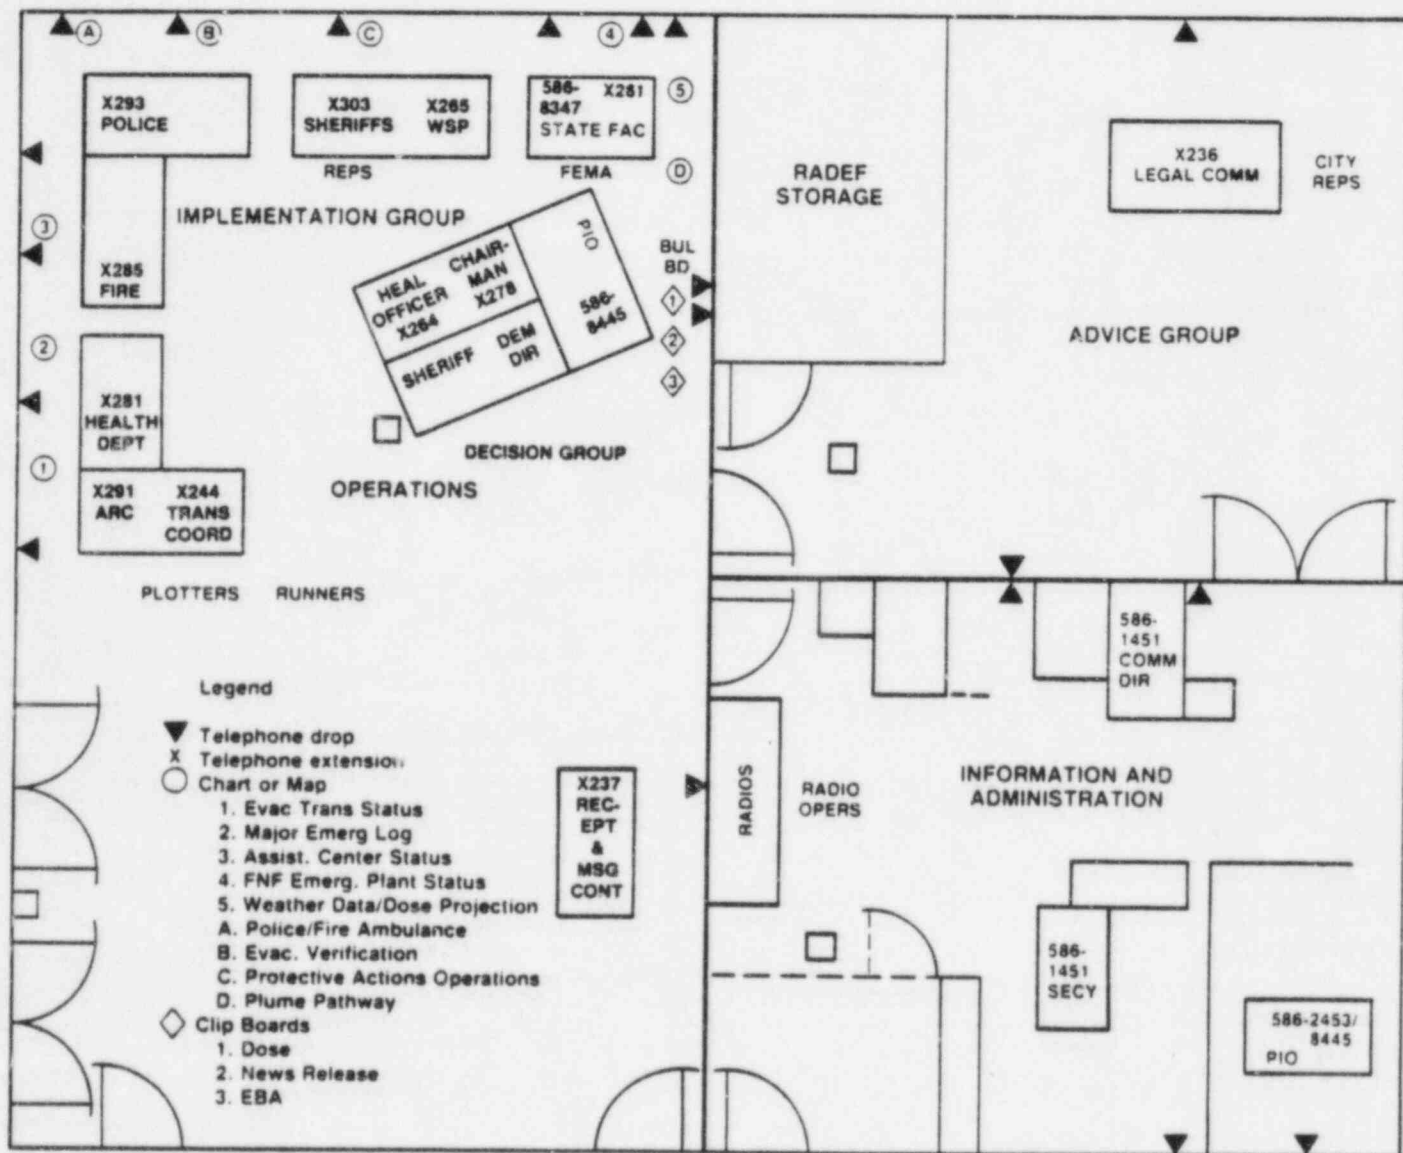 A
B
C
4
X293
POLICE
X303
SHERIFFS
X265
WSP
586-
8347
X281
STATE FAC
5
REPS
FEMA
D
IMPLEMENTATION GROUP
3
X285
FIRE
HEAL
OFFICER
X264
CHAIR-
MAN
X278
PIO
586-
8445
SHERIFF
DEM
DIR
BUL
BD
1
2
3
2
X281
HEALTH
DEPT
DECISION GROUP
1
X291
ARC
X244
TRANS
COORD
OPERATIONS
PLOTTERS
RUNNERS
RADEF
STORAGE
X236
LEGAL COMM
CITY
REPS
ADVICE GROUP
Legend
Telephone drop
X Telephone extension
Chart or Map
1. Evac Trans Status
2. Major Emerg Log
3. Assist. Center Status
4. FNF Emerg. Plant Status
5. Weather Data/Dose Projection
A. Police/Fire Ambulance
B. Evac. Verification
C. Protective Actions Operations
D. Plume Pathway
Clip Boards
1. Dose
2. News Release
3. EBA
X237
REC-
EPT
&
MSG
CONT
RADIOS
RADIO
OPERS
586-
1451
COMM
DIR
INFORMATION AND
ADMINISTRATION
586-
1451
SECY
586-2453/
8445
PIO